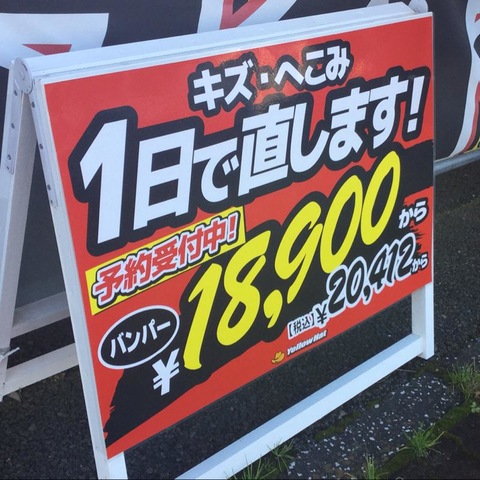 キズ・へこみ
1日で直します!
予約受付中!
バンパー ¥18,900から
【税込】¥20,412から
YellowHat